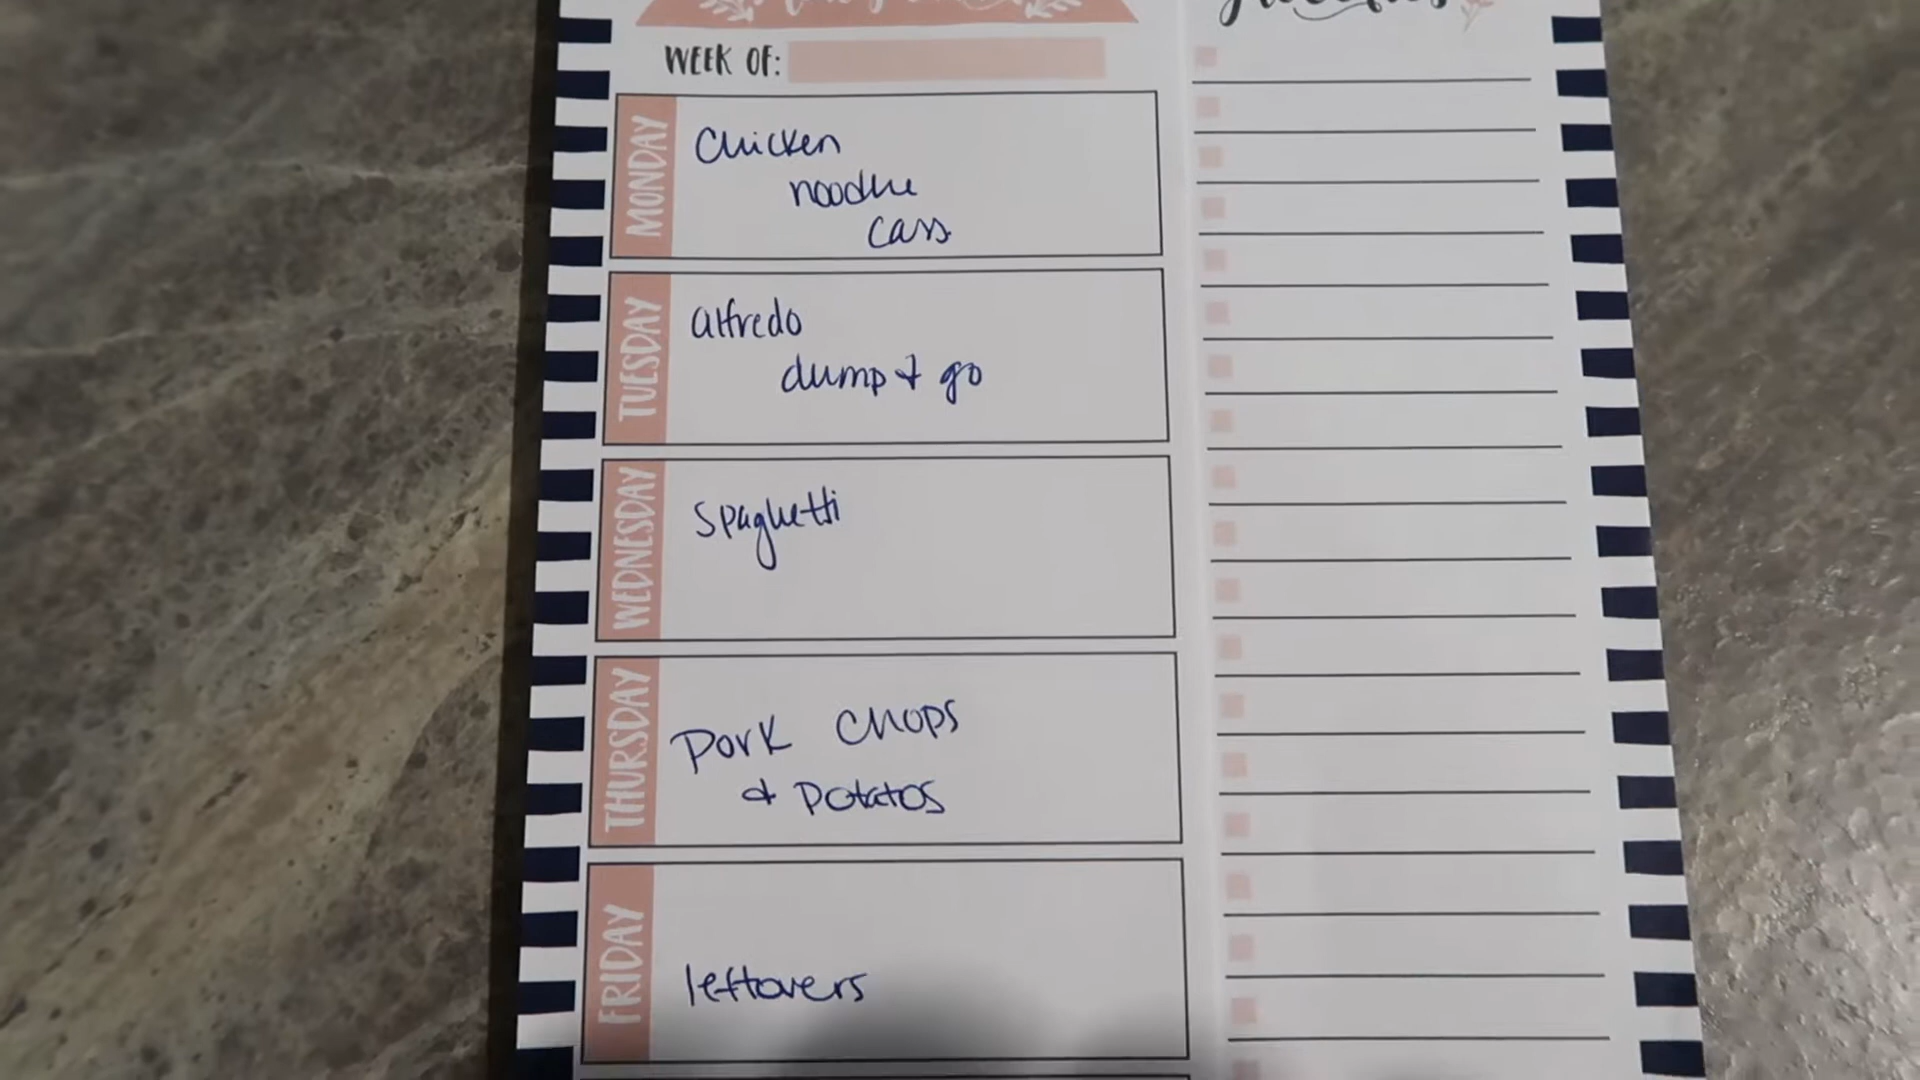 WEEK OF:
MONDAY
Chicken
noodle
cass.
TUESDAY
alfredo
dump & go
WEDNESDAY
Spaghetti
THURSDAY
Pork Chops
& Potatos
FRIDAY
leftovers